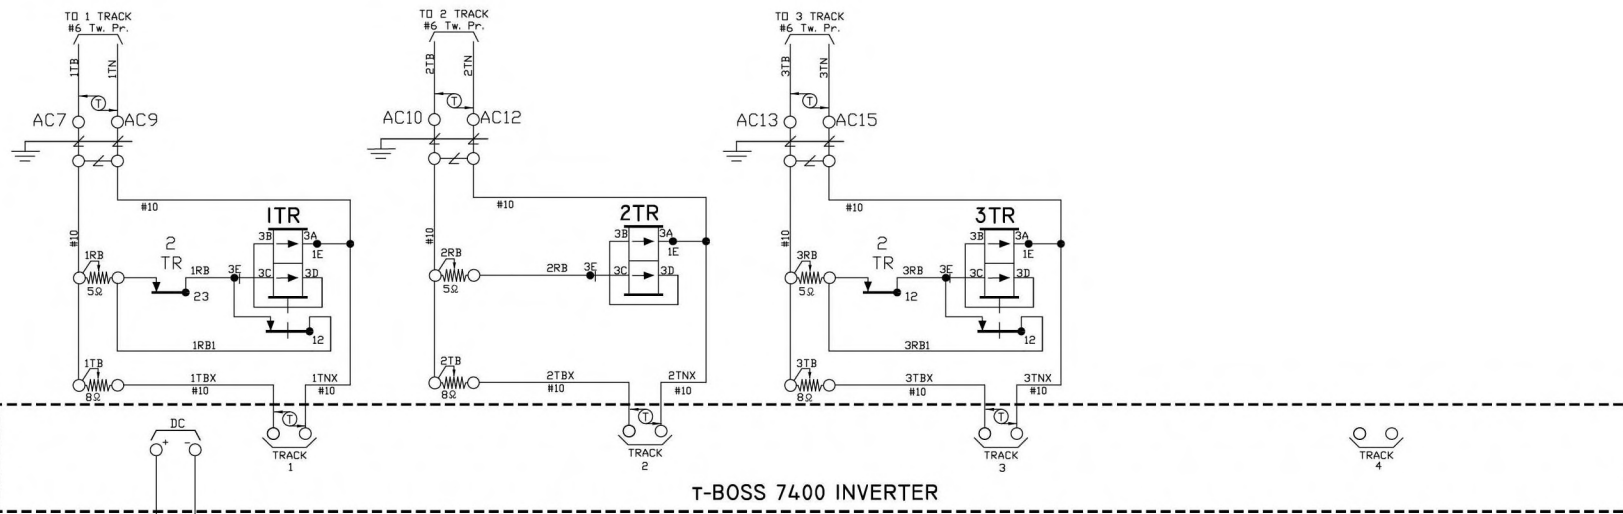 TO 1 TRACK
#6 Tw. Pr.
1TB
1TN
T
AC7
AC9
#10
#10
1TR
3B
3A
1E
2
TR
1RB
5Ω
23
1RB
3E
3C
3D
12
1RB1
1TB
8Ω
1TBX
#10
1TNX
#10
T
TRACK
1
TO 2 TRACK
#6 Tw. Pr.
2TB
2TN
T
AC10
AC12
#10
#10
2TR
3B
3A
1E
2RB
5Ω
2RB
3E
3C
3D
2TB
8Ω
2TBX
#10
2TNX
#10
T
TRACK
2
TO 3 TRACK
#6 Tw. Pr.
3TB
3TN
T
AC13
AC15
#10
#10
3TR
3B
3A
1E
2
TR
3RB
5Ω
12
3RB
3E
3C
3D
12
3RB1
3TB
8Ω
3TBX
#10
3TNX
#10
T
TRACK
3
TRACK
4
DC
+ -
T-BOSS 7400 INVERTER